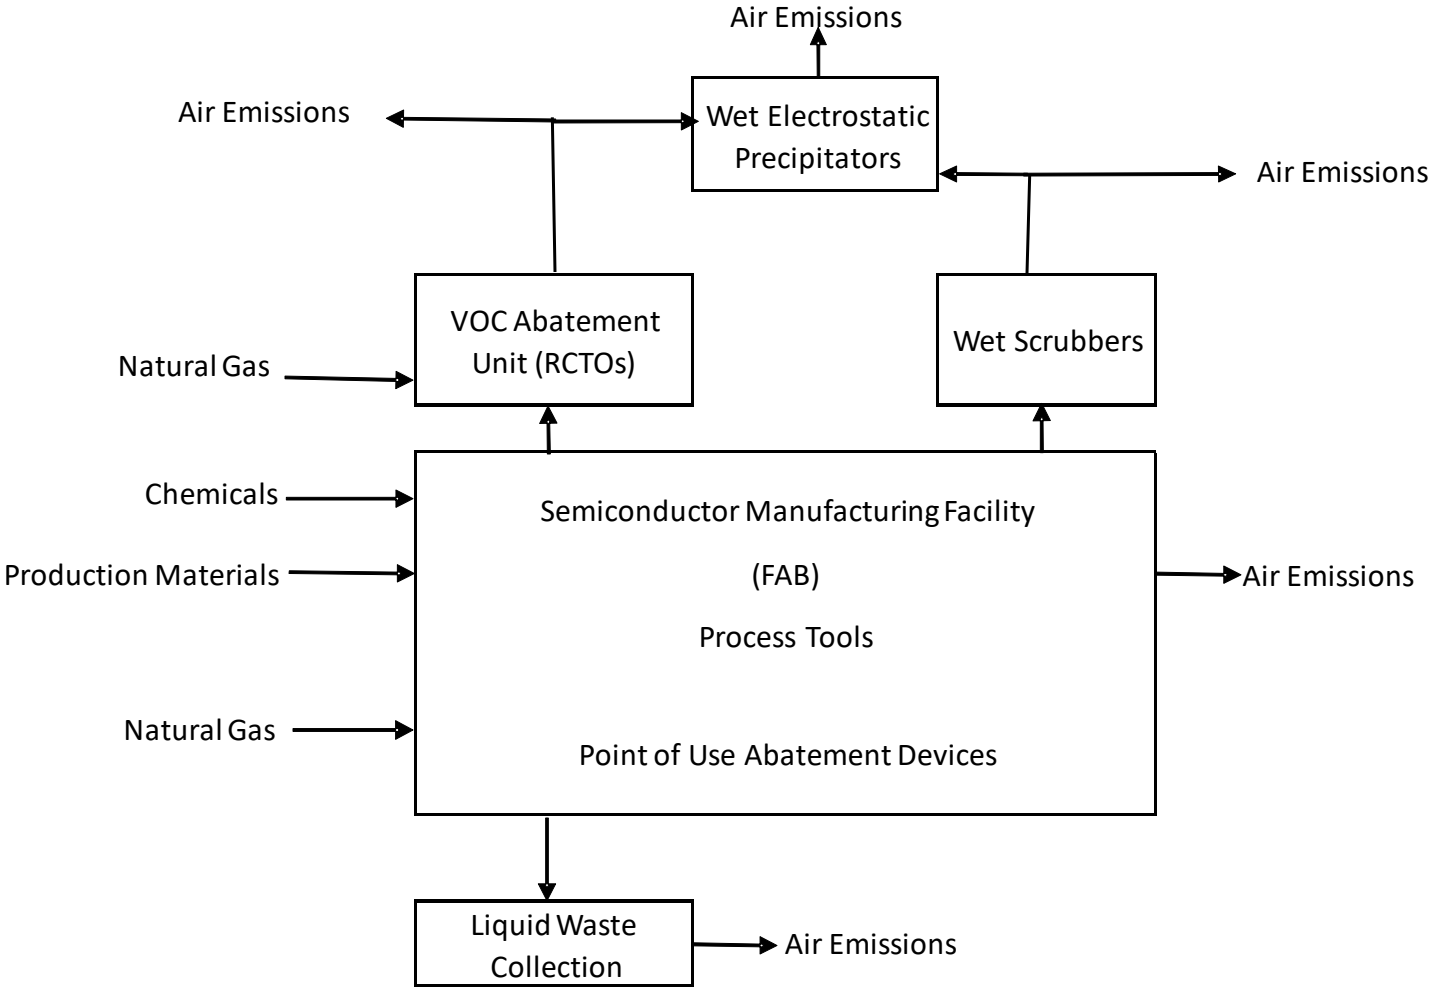 Air Emissions
Air Emissions
Wet Electrostatic
Precipitators
Air Emissions
VOC Abatement
Unit (RCTOs)
Wet Scrubbers
Natural Gas
Chemicals
Semiconductor Manufacturing Facility
Production Materials
(FAB)
Air Emissions
Process Tools
Natural Gas
Point of Use Abatement Devices
Liquid Waste
Collection
Air Emissions